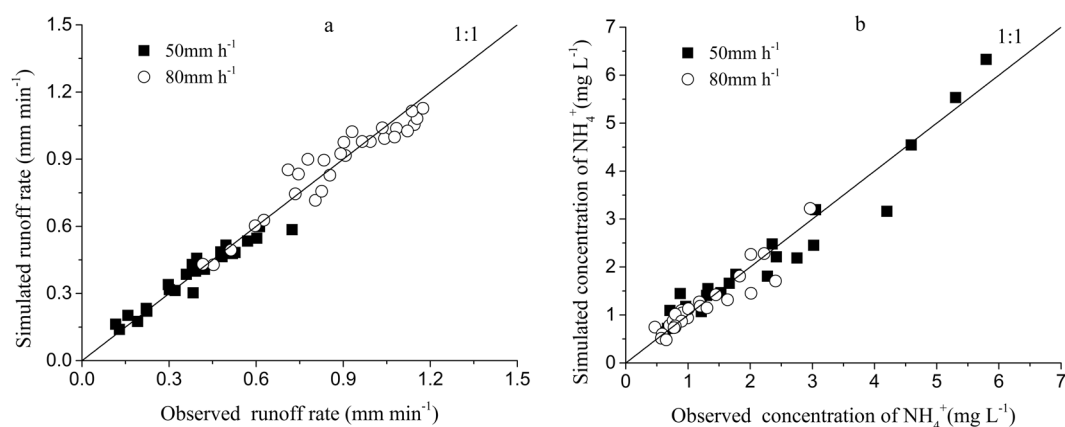 a
1:1
50mm h⁻¹
80mm h⁻¹
Simulated runoff rate (mm min⁻¹)
1.5
1.2
0.9
0.6
0.3
0.0
0.0 0.3 0.6 0.9 1.2 1.5
Observed runoff rate (mm min⁻¹)
b
1:1
50mm h⁻¹
80mm h⁻¹
Simulated concentration of NH₄⁺(mg L⁻¹)
7
6
5
4
3
2
1
0
0 1 2 3 4 5 6 7
Observed concentration of NH₄⁺(mg L⁻¹)